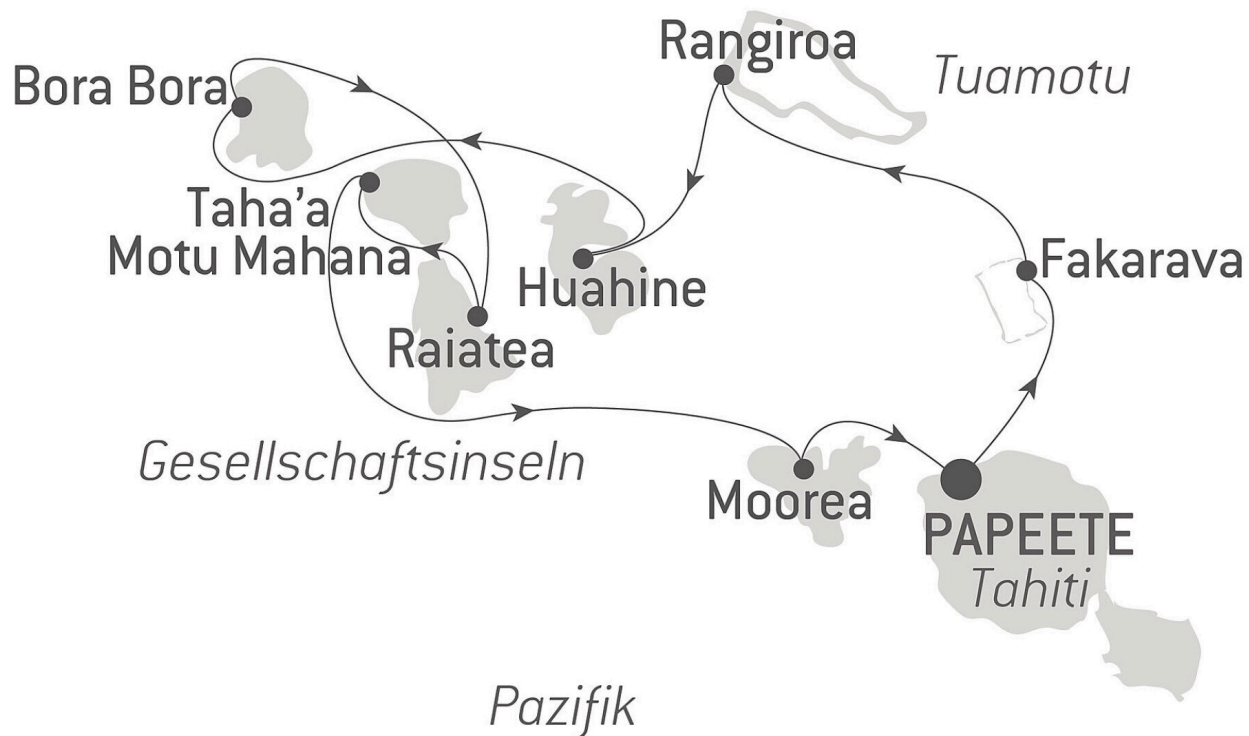 Rangiroa
Tuamotu
Bora Bora
Taha’a
Motu Mahana
Fakarava
Huahine
Raiatea
Gesellschaftsinseln
Moorea
PAPEETE
Tahiti
Pazifik